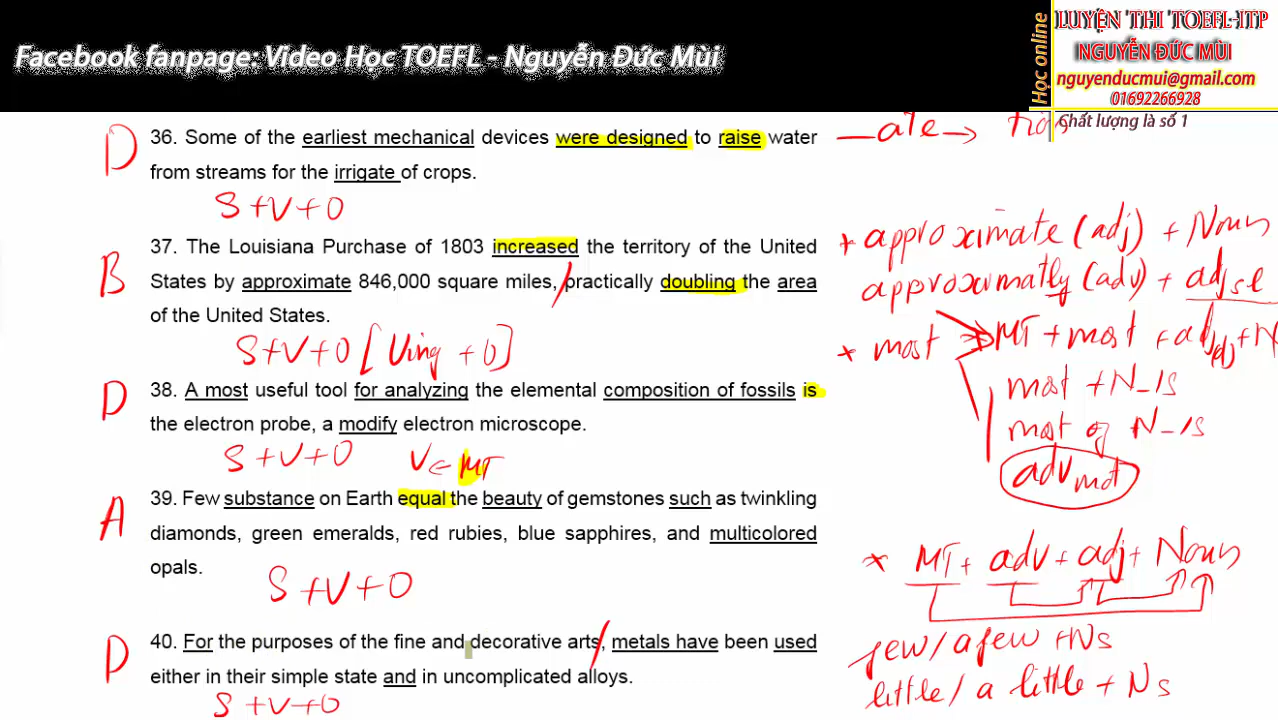 Facebook fanpage: Video Học TOEFL - Nguyễn Đức Mùi
Học online
LUYỆN THI TOEFL-ITP
NGUYỄN ĐỨC MÙI
nguyenducmui@gmail.com
01692266928
Chất lượng là số 1
D
36. Some of the earliest mechanical devices were designed to raise water
from streams for the irrigate of crops.
S+V+O
B
37. The Louisiana Purchase of 1803 increased the territory of the United
States by approximate 846,000 square miles, / practically doubling the area
of the United States.
S+V+O [Ving + O]
D
38. A most useful tool for analyzing the elemental composition of fossils is
the electron probe, a modify electron microscope.
S+V+O V ← MT
A
39. Few substance on Earth equal the beauty of gemstones such as twinkling
diamonds, green emeralds, red rubies, blue sapphires, and multicolored
opals.
S+V+O
D
40. For the purposes of the fine and decorative arts, / metals have been used
either in their simple state and in uncomplicated alloys.
S+V+O
—ate →
+ approximate (adj) + Noun
approximatly (adv) + adj sl
* most → MT + most + adj + N
most + N_1s
most of N_1s
adv most
* MT + adv + adj + Noun
few / a few + Ns
little / a little + Ns